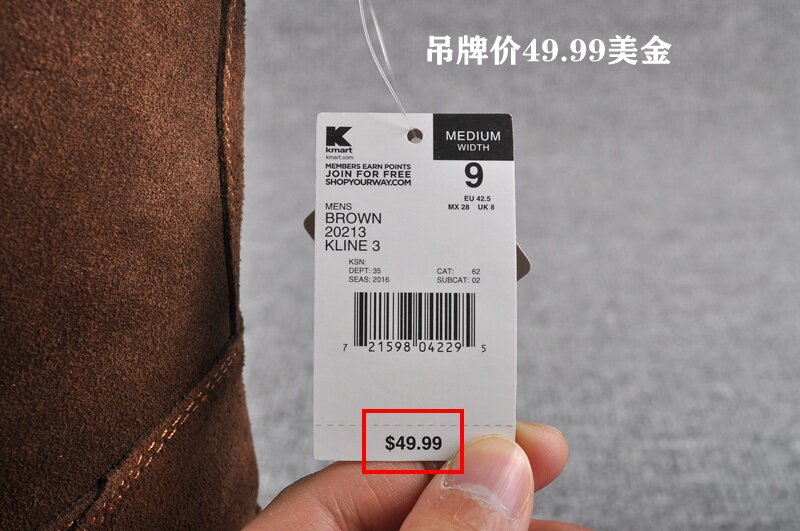 吊牌价49.99美金
K
kmart
kmart.com
MEMBERS EARN POINTS
JOIN FOR FREE
SHOPYOURWAY.COM
MEDIUM
WIDTH
9
EU 42.5
MX 28 UK 8
MENS
BROWN
20213
KLINE 3
KSN:
DEPT: 35 CAT: 62
SEAS: 2016 SUBCAT: 02
7 21598 04229 5
$49.99